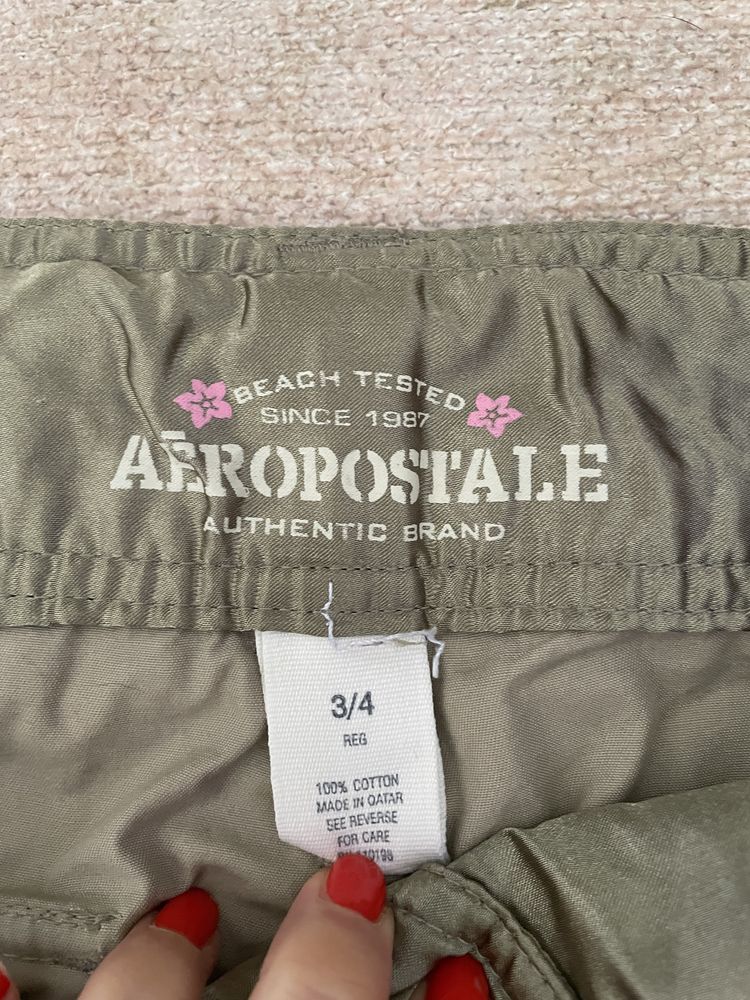 BEACH TESTED
SINCE 1987
AÉROPOSTALE
AUTHENTIC BRAND
3/4
REG
100% COTTON
MADE IN QATAR
SEE REVERSE
FOR CARE